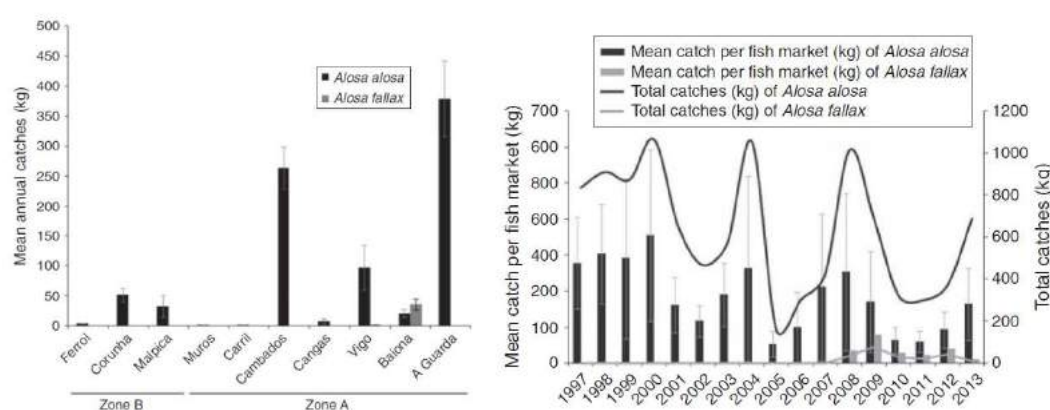 500
450
400
350
300
250
200
150
100
50
0
Mean annual catches (kg)
Alosa alosa
Alosa fallax
Ferrol
Corunha
Malpica
Muros
Carril
Cambados
Cangas
Vigo
Baiona
A Guarda
Zone B
Zone A
Mean catch per fish market (kg) of Alosa alosa
Mean catch per fish market (kg) of Alosa fallax
Total catches (kg) of Alosa alosa
Total catches (kg) of Alosa fallax
700
600
800
600
400
200
100
0
Mean catch per fish market (kg)
1200
1000
800
600
400
200
0
Total catches (kg)
1997
1998
1999
2000
2001
2002
2003
2004
2005
2006
2007
2008
2009
2010
2011
2012
2013